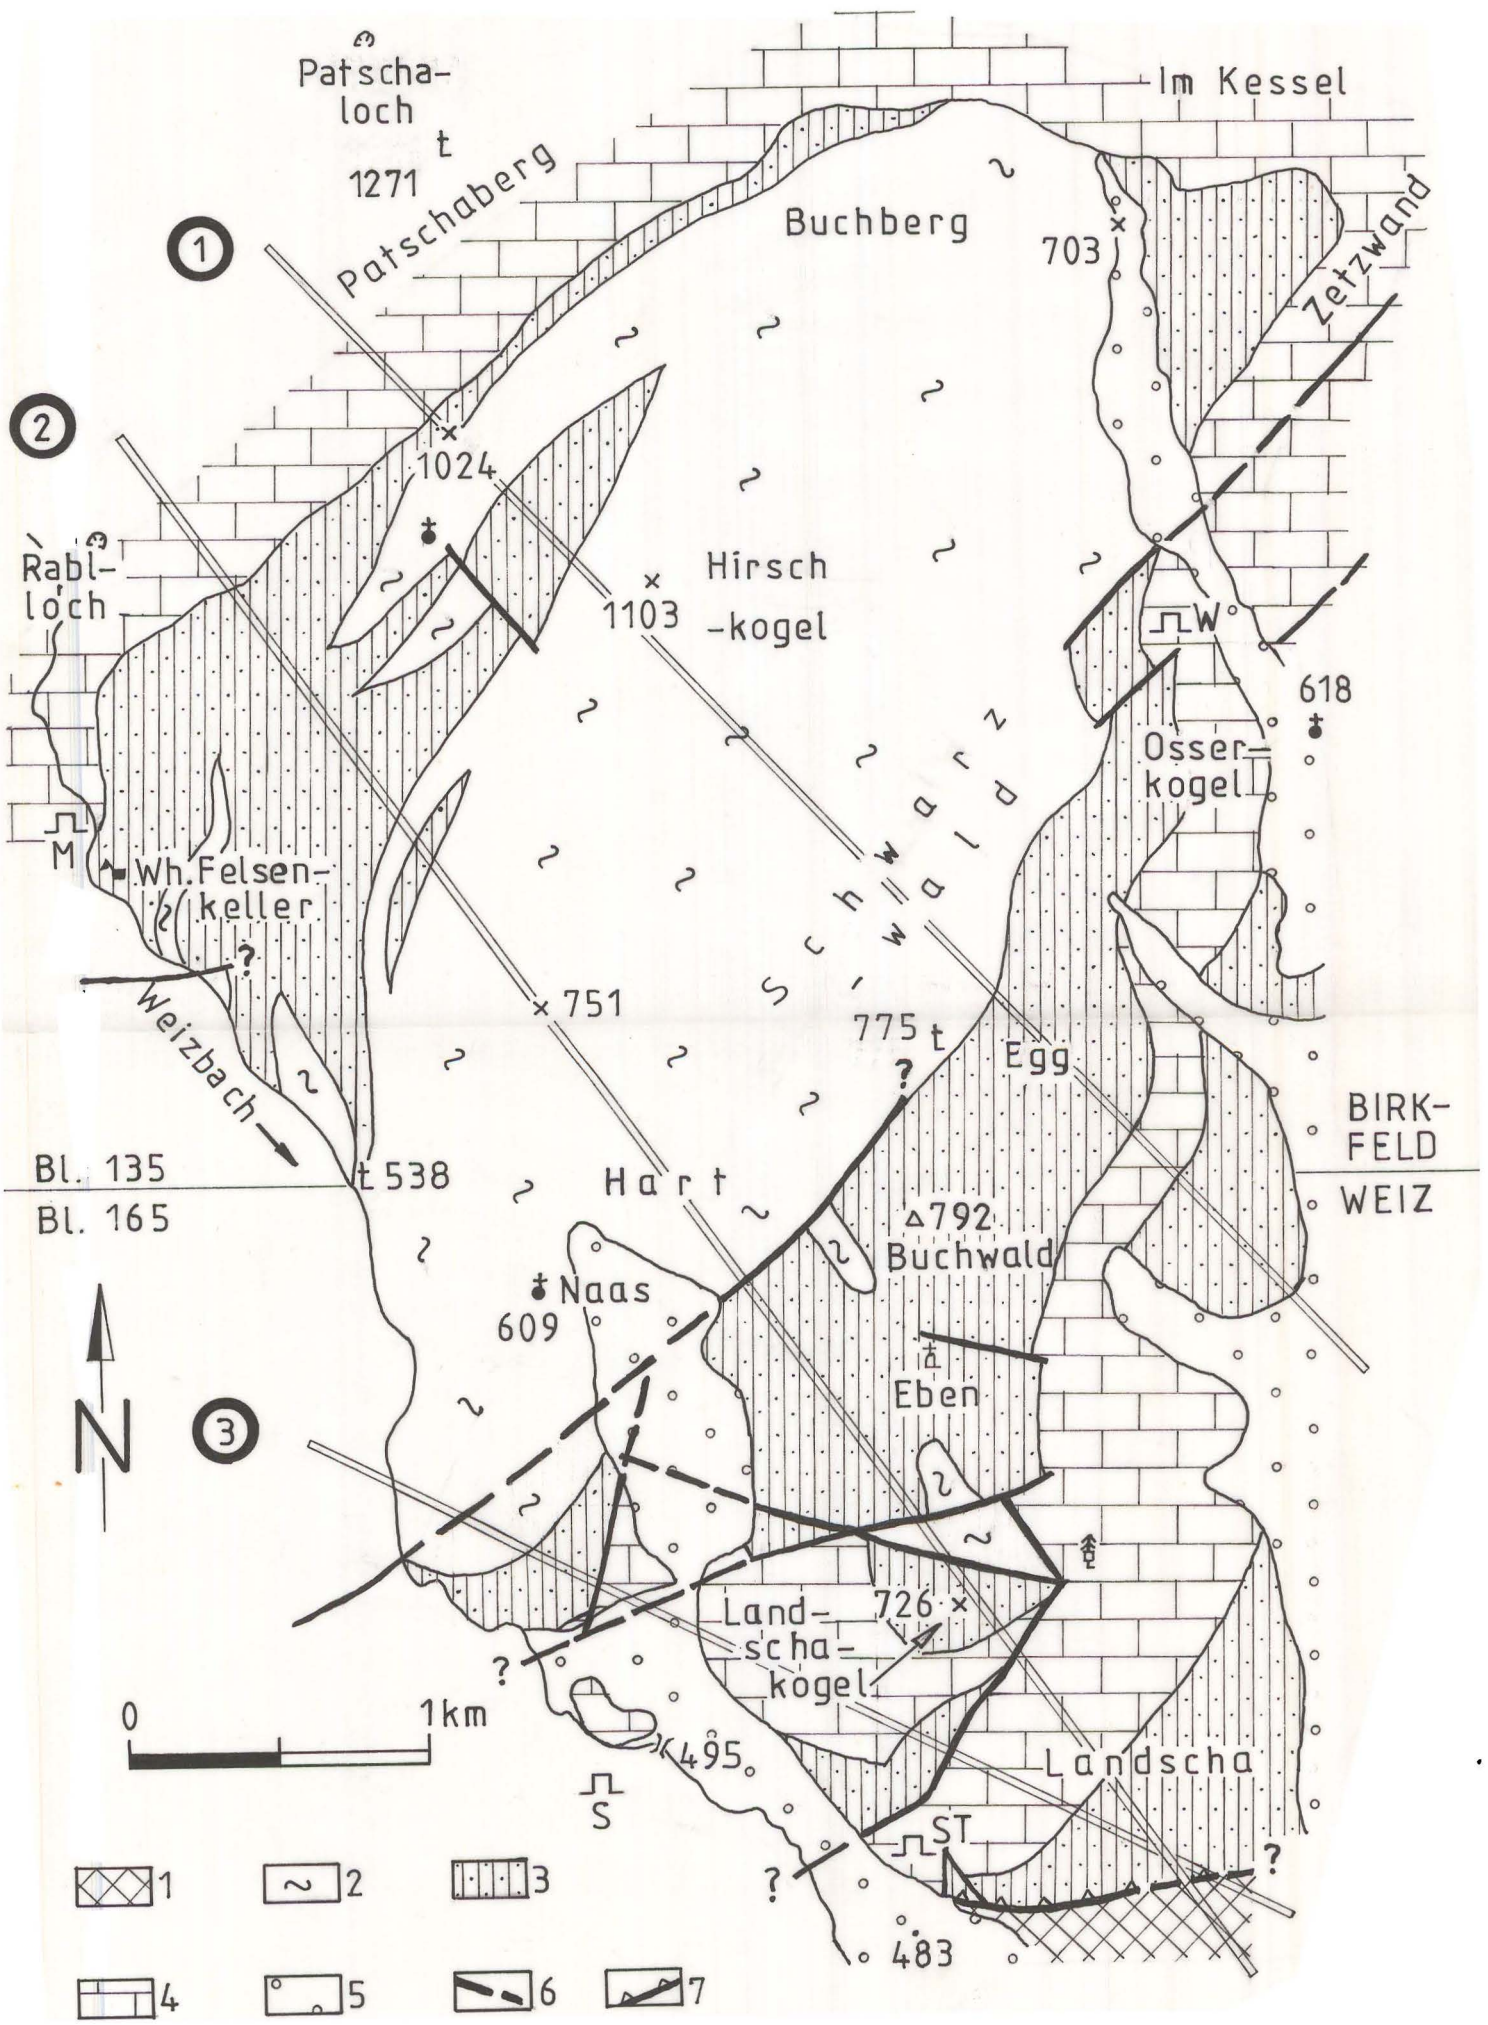 Patscha-
loch
t
1271
Patschaberg
Im Kessel
Zetzwand
Buchberg
703
1
2
1024
Rabl-
loch
Hirsch
-kogel
1103
W
618
Osser-
kogel
M
Wh. Felsen-
keller
Schwarz
-wald
?
Weizbach
751
775 t
?
Egg
BIRK-
FELD
WEIZ
Bl. 135
Bl. 165
t 538
Hart
792
Buchwald
Naas
609
Eben
N
3
726
Land-
scha-
kogel
?
0 1km
495
S
Landscha
ST
?
?
483
1 2 3
4 5 6 7